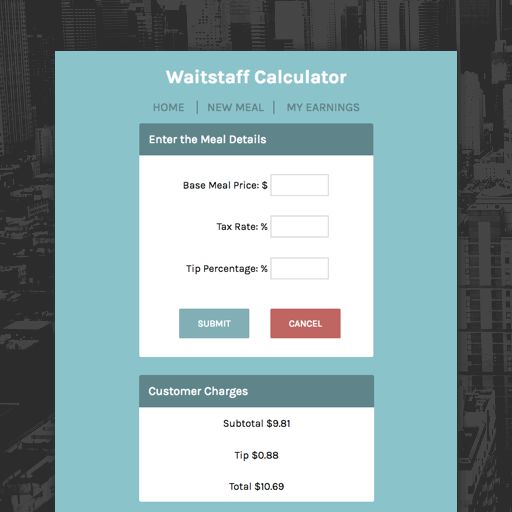 Waitstaff Calculator
HOME | NEW MEAL | MY EARNINGS
Enter the Meal Details
Base Meal Price: $
Tax Rate: %
Tip Percentage: %
SUBMIT CANCEL
Customer Charges
Subtotal $9.81
Tip $0.88
Total $10.69